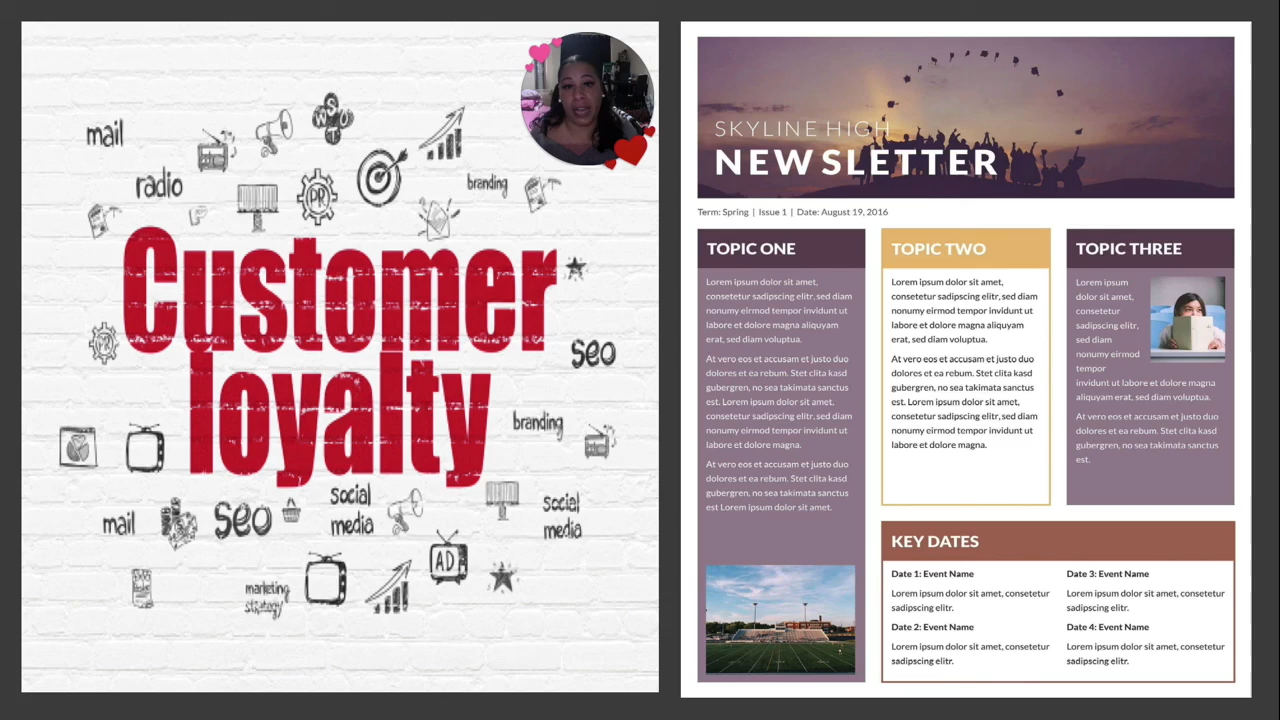 mail
SWOT
radio
PR
branding
Customer
loyalty
seo
branding
mail
seo
social
media
social
media
AD
marketing
strategy
SKYLINE HIGH
NEWSLETTER
Term: Spring | Issue 1 | Date: August 19, 2016
TOPIC ONE
Lorem ipsum dolor sit amet,
consetetur sadipscing elitr, sed diam
nonumy eirmod tempor invidunt ut
labore et dolore magna aliquyam
erat, sed diam voluptua.
At vero eos et accusam et justo duo
dolores et ea rebum. Stet clita kasd
gubergren, no sea takimata sanctus
est. Lorem ipsum dolor sit amet,
consetetur sadipscing elitr, sed diam
nonumy eirmod tempor invidunt ut
labore et dolore magna.
At vero eos et accusam et justo duo
dolores et ea rebum. Stet clita kasd
gubergren, no sea takimata sanctus
est Lorem ipsum dolor sit amet.
TOPIC TWO
Lorem ipsum dolor sit amet,
consetetur sadipscing elitr, sed diam
nonumy eirmod tempor invidunt ut
labore et dolore magna aliquyam
erat, sed diam voluptua.
At vero eos et accusam et justo duo
dolores et ea rebum. Stet clita kasd
gubergren, no sea takimata sanctus
est. Lorem ipsum dolor sit amet,
consetetur sadipscing elitr, sed diam
nonumy eirmod tempor invidunt ut
labore et dolore magna.
TOPIC THREE
Lorem ipsum
dolor sit amet,
consetetur
sadipscing elitr,
sed diam
nonumy eirmod
tempor
invidunt ut labore et dolore magna
aliquyam erat, sed diam voluptua.
At vero eos et accusam et justo duo
dolores et ea rebum. Stet clita kasd
gubergren, no sea takimata sanctus
est.
KEY DATES
Date 1: Event Name
Lorem ipsum dolor sit amet, consetetur
sadipscing elitr.
Date 2: Event Name
Lorem ipsum dolor sit amet, consetetur
sadipscing elitr.
Date 3: Event Name
Lorem ipsum dolor sit amet, consetetur
sadipscing elitr.
Date 4: Event Name
Lorem ipsum dolor sit amet, consetetur
sadipscing elitr.